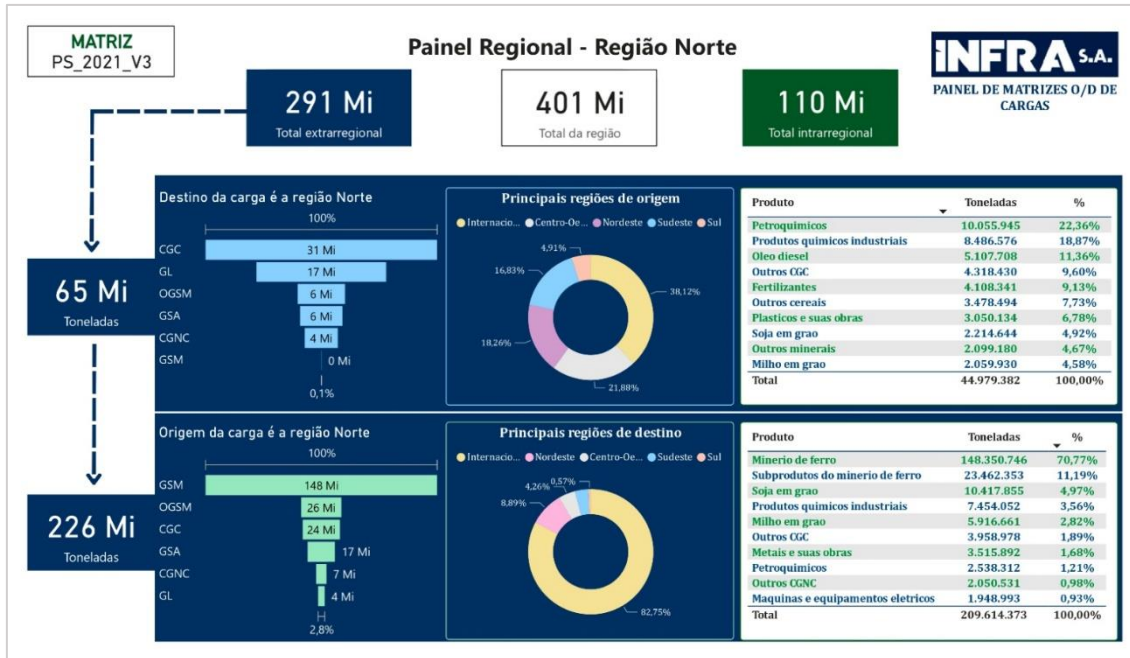 MATRIZ
PS_2021_V3
Painel Regional - Região Norte
INFRA S.A.
PAINEL DE MATRIZES O/D DE
CARGAS
291 Mi
Total extrarregional
401 Mi
Total da região
110 Mi
Total intrarregional
65 Mi
Toneladas
Destino da carga é a região Norte
100%
CGC 31 Mi
GL 17 Mi
OGSM 6 Mi
GSA 6 Mi
CGNC 4 Mi
GSM 0 Mi
0,1%
Principais regiões de origem
Internacio... Centro-Oe... Nordeste Sudeste Sul
4,91%
16,83%
38,12%
18,26%
21,88%
Produto Toneladas %
Petroquimicos 10.055.945 22,36%
Produtos quimicos industriais 8.486.576 18,87%
Oleo diesel 5.107.708 11,36%
Outros CGC 4.318.430 9,60%
Fertilizantes 4.108.341 9,13%
Outros cereais 3.478.494 7,73%
Plasticos e suas obras 3.050.134 6,78%
Soja em grao 2.214.644 4,92%
Outros minerais 2.099.180 4,67%
Milho em grao 2.059.930 4,58%
Total 44.979.382 100,00%
226 Mi
Toneladas
Origem da carga é a região Norte
100%
GSM 148 Mi
OGSM 26 Mi
CGC 24 Mi
GSA 17 Mi
CGNC 7 Mi
GL 4 Mi
2,8%
Principais regiões de destino
Internacio... Nordeste Centro-Oe... Sudeste Sul
0,57%
4,26%
8,89%
82,75%
Produto Toneladas %
Minerio de ferro 148.350.746 70,77%
Subprodutos do minerio de ferro 23.462.353 11,19%
Soja em grao 10.417.855 4,97%
Produtos quimicos industriais 7.454.052 3,56%
Milho em grao 5.916.661 2,82%
Outros CGC 3.958.978 1,89%
Metais e suas obras 3.515.892 1,68%
Petroquimicos 2.538.312 1,21%
Outros CGNC 2.050.531 0,98%
Maquinas e equipamentos eletricos 1.948.993 0,93%
Total 209.614.373 100,00%